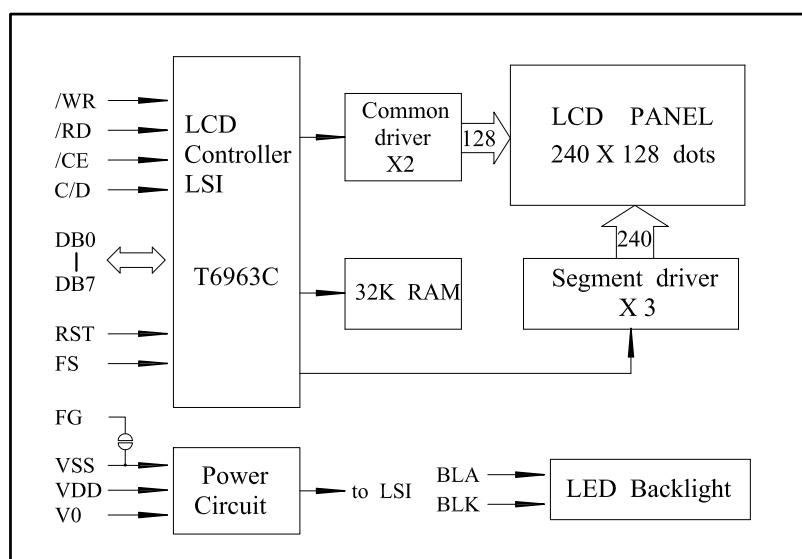 /WR
/RD
/CE
C/D
DB0
DB7
RST
FS
LCD
Controller
LSI
T6963C
Common
driver
X2
128
LCD PANEL
240 X 128 dots
240
32K RAM
Segment driver
X 3
FG
VSS
VDD
V0
Power
Circuit
to LSI
BLA
BLK
LED Backlight